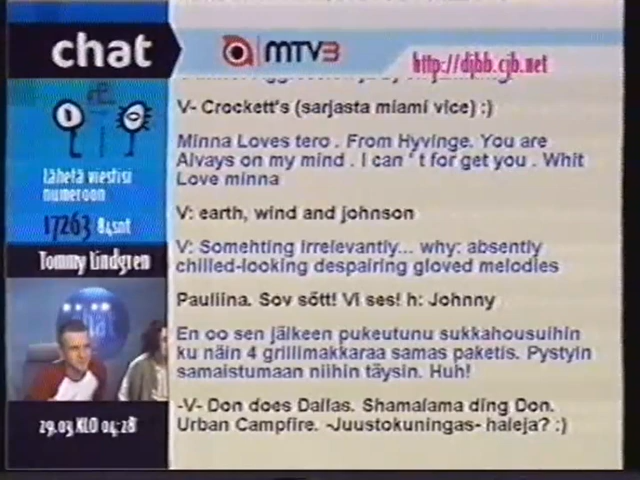 chat
MTV3
http://djbb.cjb.net
V- Crockett's (sarjasta miami vice) :)
Minna Loves tero . From Hyvinge. You are
Always on my mind . I can ' t for get you . Whit
Love minna
V: earth, wind and johnson
V: Somehting irrelevantly... why: absently
chilled-looking despairing gloved melodies
Pauliina. Sov sött! Vi ses! h: Johnny
En oo sen jälkeen pukeutunu sukkahousuihin
ku näin 4 grillimakkaraa samas paketis. Pystyin
samaistumaan niihin täysin. Huh!
-V- Don does Dallas. Shamalama ding Don.
Urban Campfire. -Juustokuningas- haleja? :)
Lähetä viestisi
numeroon
17263 84snt
Tommy Lindgren
chat
29.03. KLO 04:28